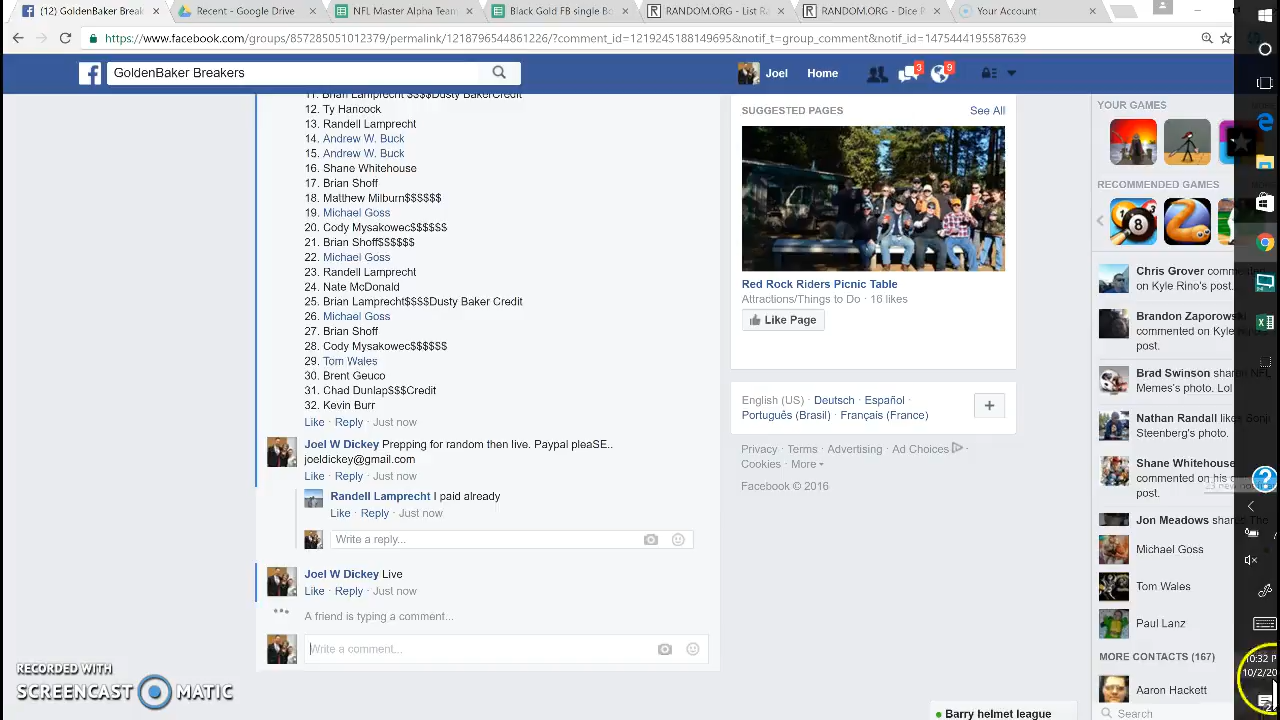 (12) Facebook
Recent - Google Drive
NFL Master Alpha Team
Black Gold FB single Bo
RANDOM.ORG - List Ra
RANDOM.ORG - Dice R
Your Account
https://www.facebook.com/groups/857285051012379/permalink/1218796544861226/?comment_id=1219245188149695&notif_t=group_comment&notif_id=1475444195587639
GoldenBaker Breakers
Joel
Home
3
9
11. Brian Lamprecht $$$$Dusty BakerCredit
12. Ty Hancock
13. Randell Lamprecht
14. Andrew W. Buck
15. Andrew W. Buck
16. Shane Whitehouse
17. Brian Shoff
18. Matthew Milburn$$$$$$
19. Michael Goss
20. Cody Mysakowec$$$$$$
21. Brian Shoff$$$$$$
22. Michael Goss
23. Randell Lamprecht
24. Nate McDonald
25. Brian Lamprecht$$$$Dusty Baker Credit
26. Michael Goss
27. Brian Shoff
28. Cody Mysakowec$$$$$$
29. Tom Wales
30. Brent Geuco
31. Chad Dunlap$$$Credit
32. Kevin Burr
Like · Reply · Just now
Joel W Dickey Prepping for random then live. Paypal pleaSE..
joeldickey@gmail.com
Like · Reply · Just now
Randell Lamprecht I paid already
Like · Reply · Just now
Write a reply...
Joel W Dickey Live
Like · Reply · Just now
A friend is typing a comment...
Write a comment...
SUGGESTED PAGES
See All
Red Rock Riders Picnic Table
Attractions/Things to Do · 16 likes
Like Page
English (US) · Deutsch · Español ·
Português (Brasil) · Français (France)
Privacy · Terms · Advertising · Ad Choices ·
Cookies · More
Facebook © 2016
YOUR GAMES
RECOMMENDED GAMES
Chris Grover commented
on Kyle Rino's post.
Brandon Zaporowski
commented on Kyle
post.
Brad Swinson shared NFL
Memes's photo. Lol
Nathan Randall likes
Steenberg's photo.
Shane Whitehouse
commented on his
post.
Jon Meadows shared The
Michael Goss
Tom Wales
Paul Lanz
MORE CONTACTS (167)
Aaron Hackett
Search
Barry helmet league
10:32 P
10/2/20
RECORDED WITH
SCREENCAST MATIC